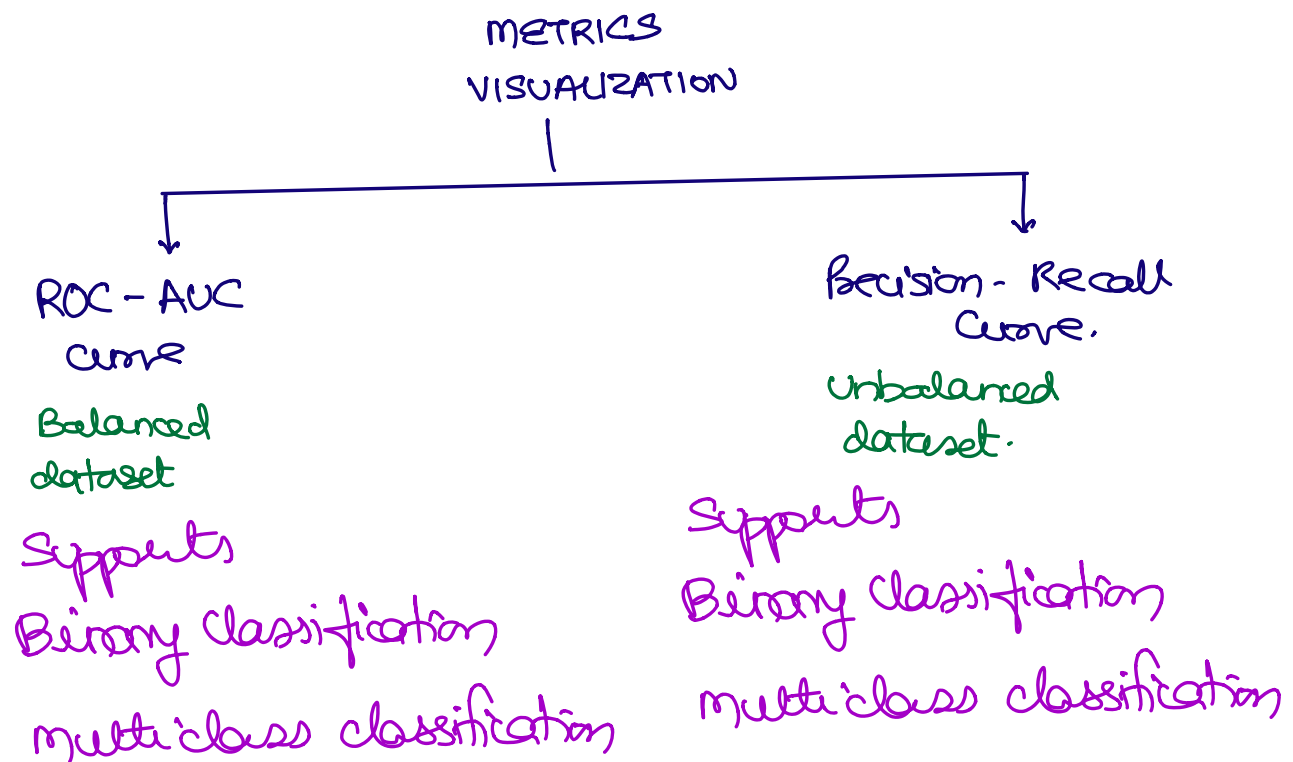 METRICS
VISUALIZATION
ROC - AUC
curve
Balanced
dataset
Supports
Binary classification
multiclass classification
Precision - Recall
Curve.
unbalanced
dataset.
Supports
Binary classification
multiclass classification